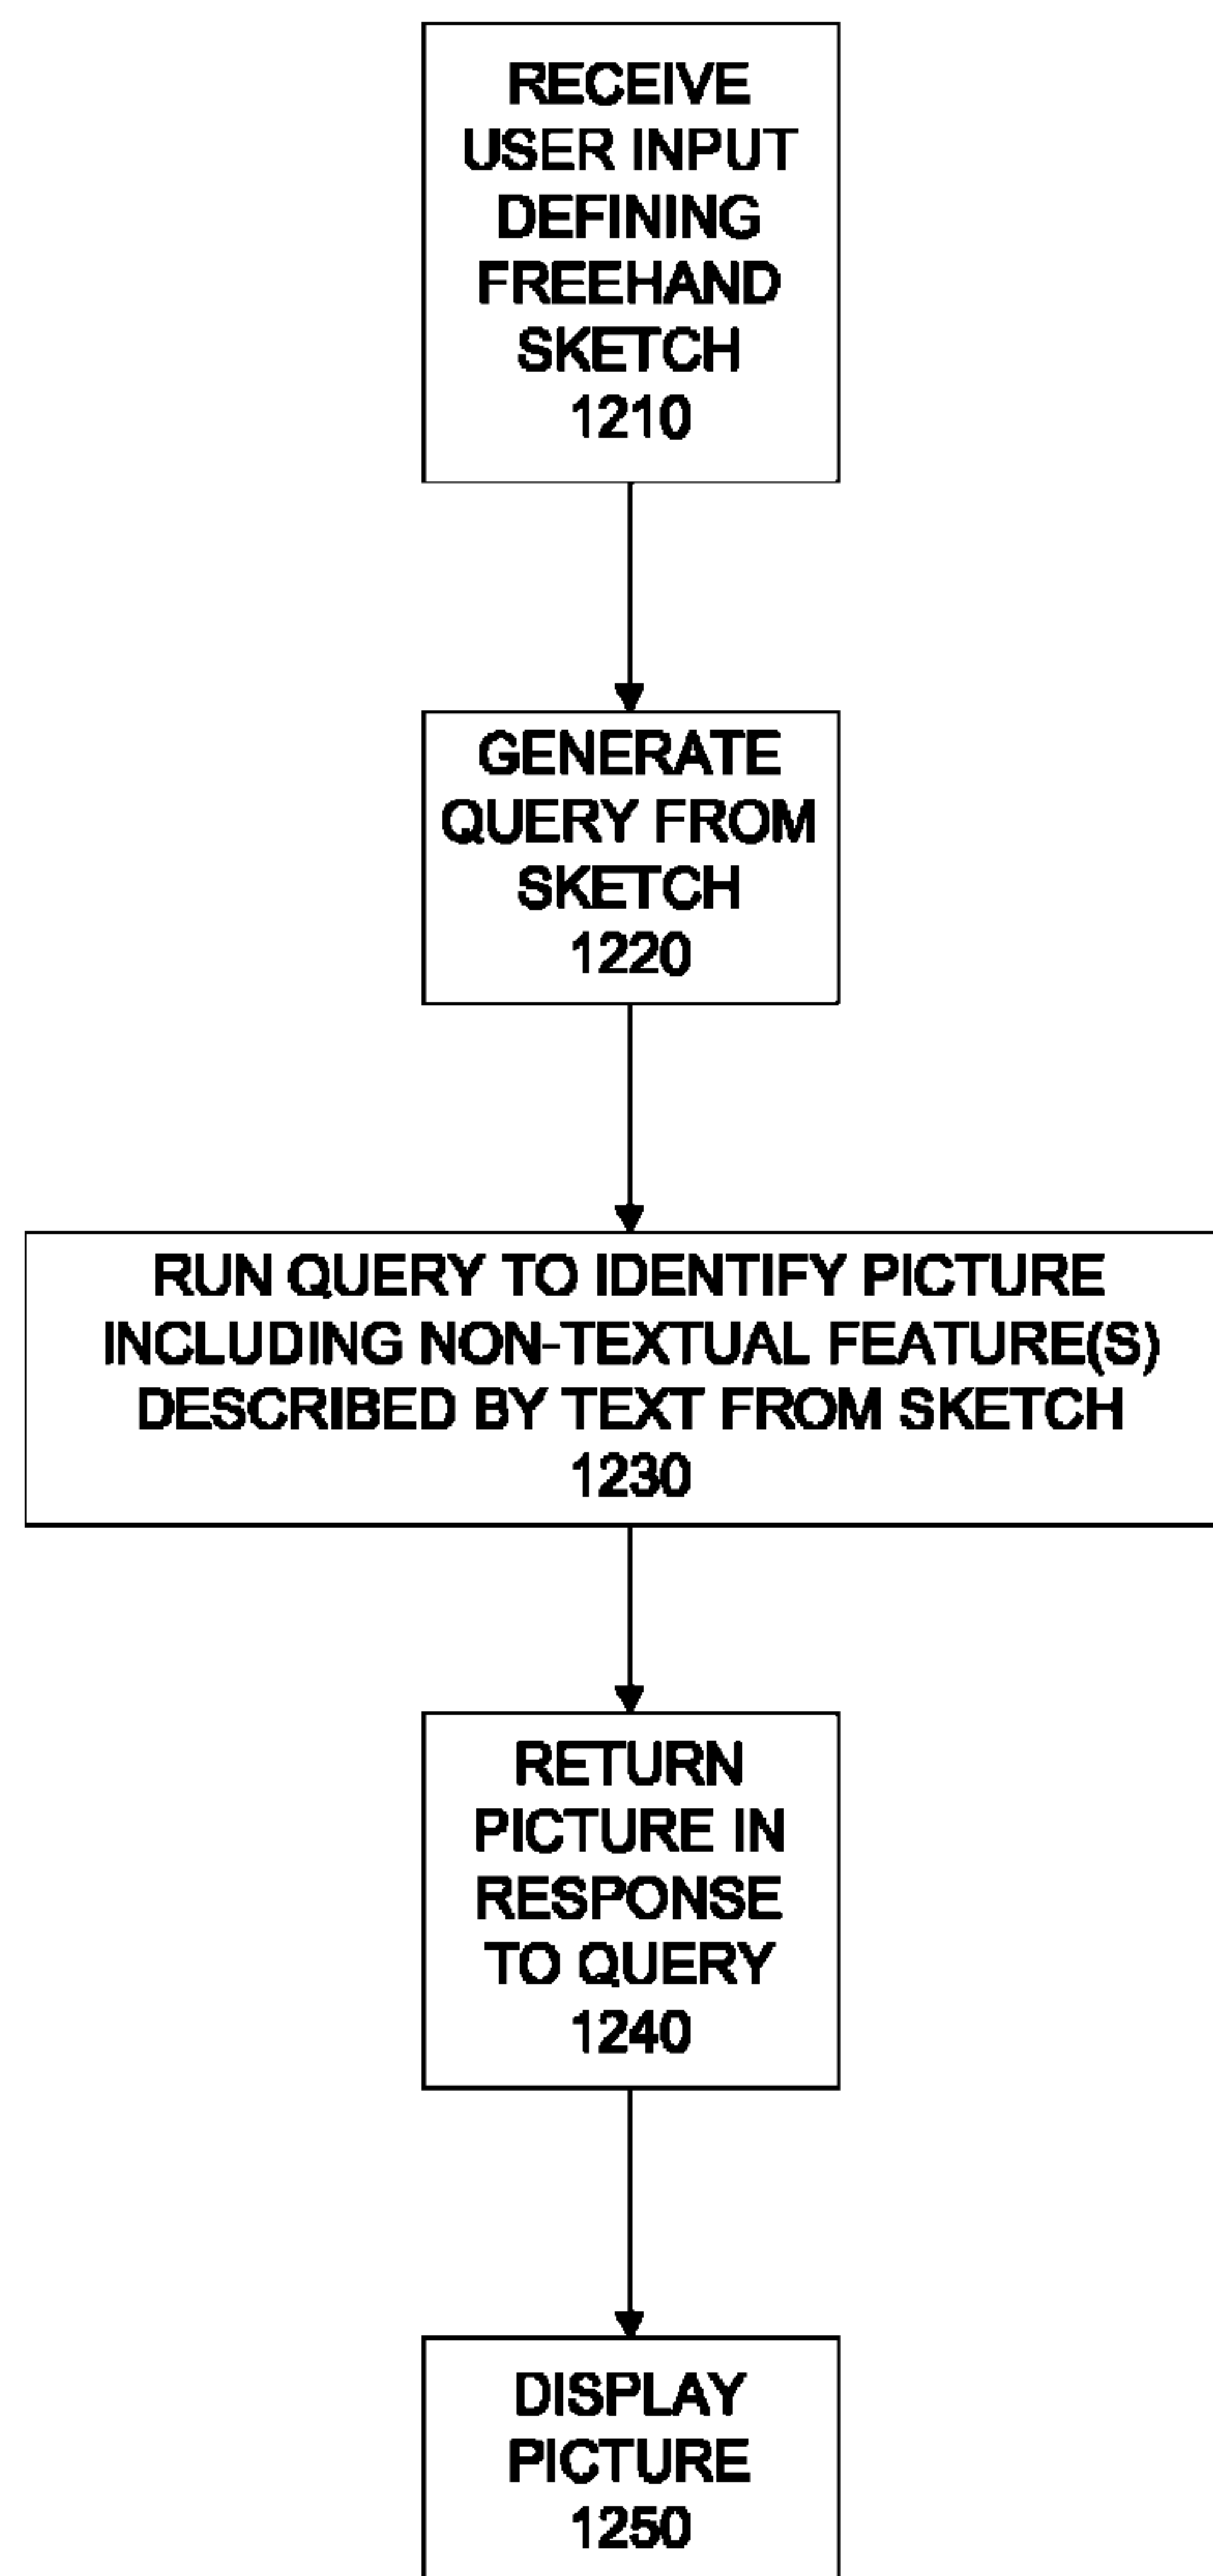 RECEIVE
USER INPUT
DEFINING
FREEHAND
SKETCH
1210
GENERATE
QUERY FROM
SKETCH
1220
RUN QUERY TO IDENTIFY PICTURE
INCLUDING NON-TEXTUAL FEATURE(S)
DESCRIBED BY TEXT FROM SKETCH
1230
RETURN
PICTURE IN
RESPONSE
TO QUERY
1240
DISPLAY
PICTURE
1250